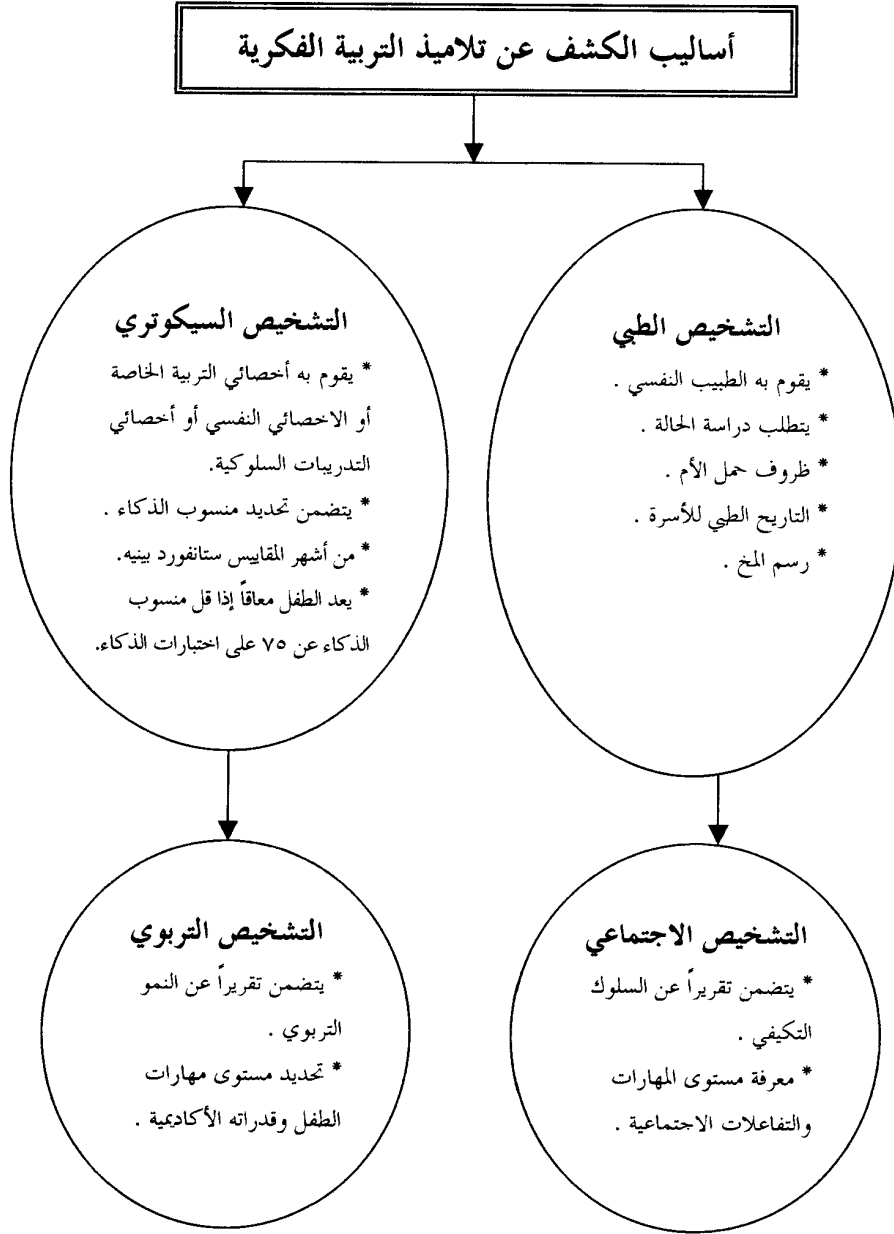 أساليب الكشف عن تلاميذ التربية الفكرية
التشخيص الطبي
* يقوم به الطبيب النفسي .
* يتطلب دراسة الحالة .
* ظروف حمل الأم .
* التاريخ الطبي للأسرة .
* رسم المخ .
التشخيص السيكوتري
* يقوم به أخصائي التربية الخاصة
أو الاخصائي النفسي أو أخصائي
التدريبات السلوكية.
* يتضمن تحديد منسوب الذكاء .
* من أشهر المقاييس ستانفورد بينيه.
* يعد الطفل معاقاً إذا قل منسوب
الذكاء عن ٧٥ على اختبارات الذكاء.
التشخيص الاجتماعي
* يتضمن تقريراً عن السلوك
التكيفي .
* معرفة مستوى المهارات
والتفاعلات الاجتماعية .
التشخيص التربوي
* يتضمن تقريراً عن النمو
التربوي .
* تحديد مستوى مهارات
الطفل وقدراته الأكاديمية .